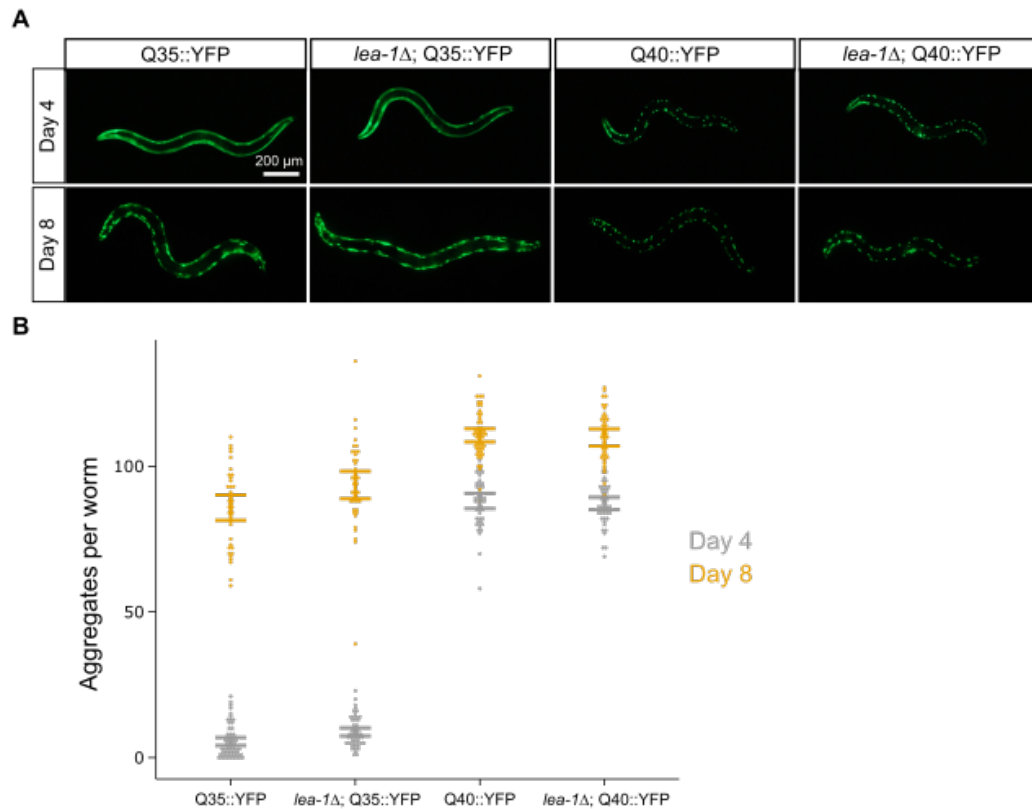 A
Q35::YFP
lea-1Δ; Q35::YFP
Q40::YFP
lea-1Δ; Q40::YFP
Day 4
200 µm
Day 8
B
Aggregates per worm
100
50
0
Day 4
Day 8
Q35::YFP
lea-1Δ; Q35::YFP
Q40::YFP
lea-1Δ; Q40::YFP